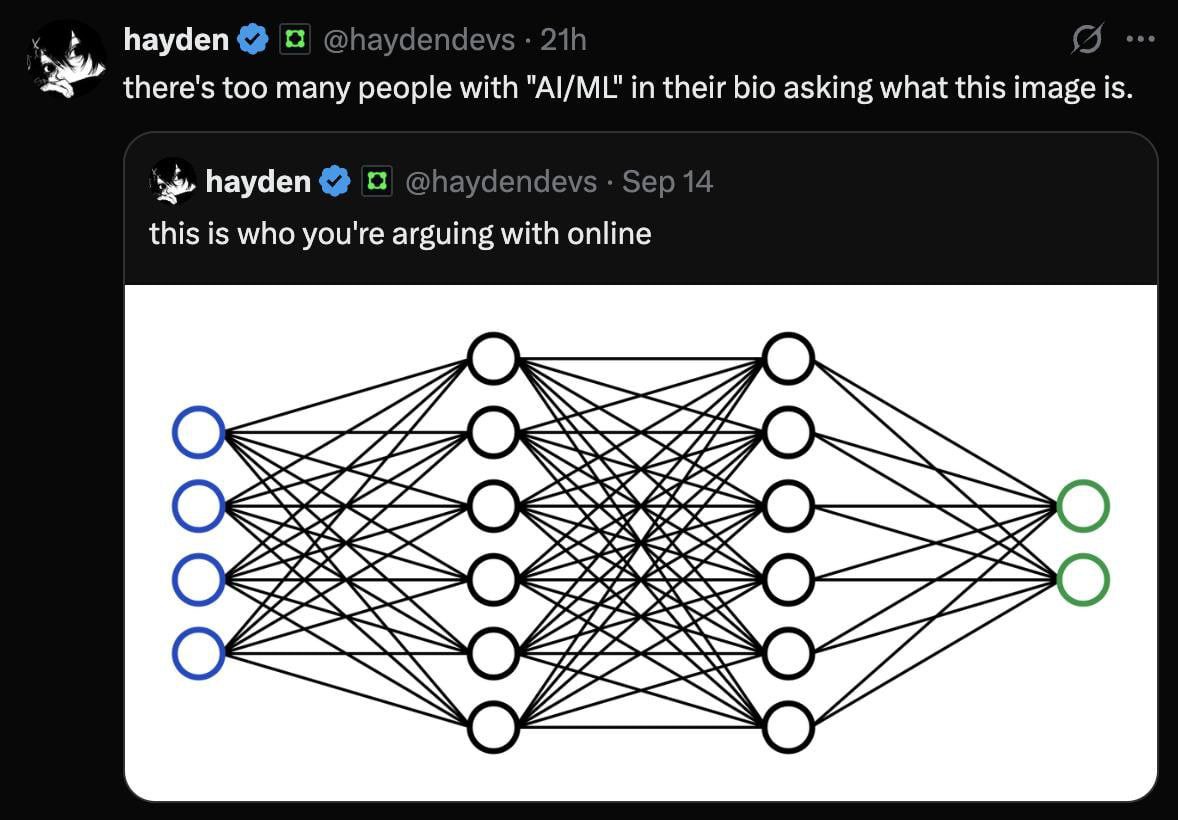 hayden @haydendevs · 21h
there's too many people with "AI/ML" in their bio asking what this image is.
hayden @haydendevs · Sep 14
this is who you're arguing with online